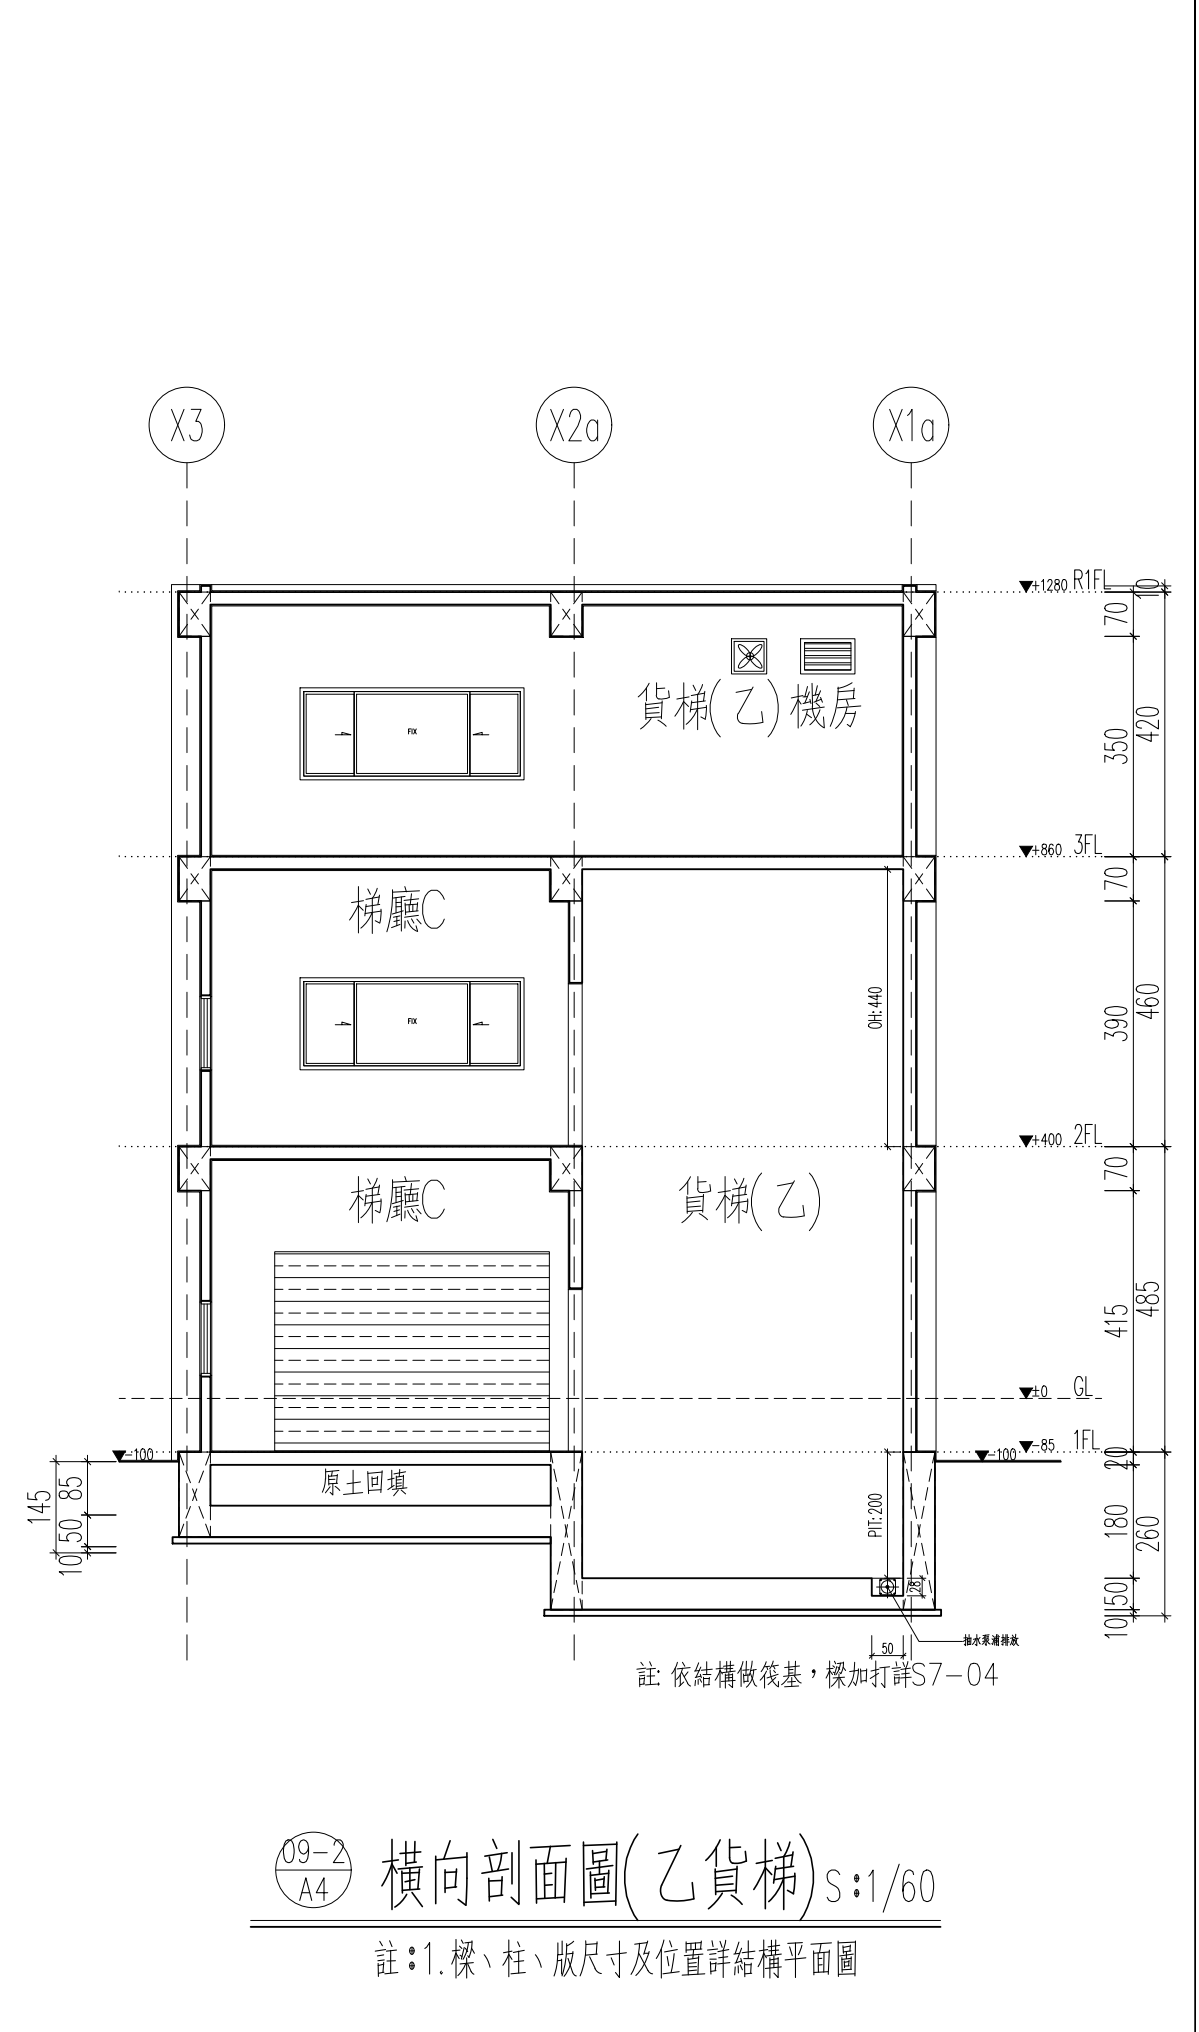 X3 X2a X1a
+1280 R1FL
10
70
貨梯(乙)機房
FIX
350
420
+860 3FL
70
梯廳C
OH:440
FIX
390
460
+400 2FL
70
梯廳C
貨梯(乙)
415
485
±0 GL
-85 1FL
-100
-100
20
原土回填
PIT:200
145
85
50
10
180
260
28
50
10
抽水泵浦排放
50
註: 依結構做筏基，樑加打詳S7-04
09-2
A4
橫向剖面圖(乙貨梯) S:1/60
註:1.樑、柱、版尺寸及位置詳結構平面圖